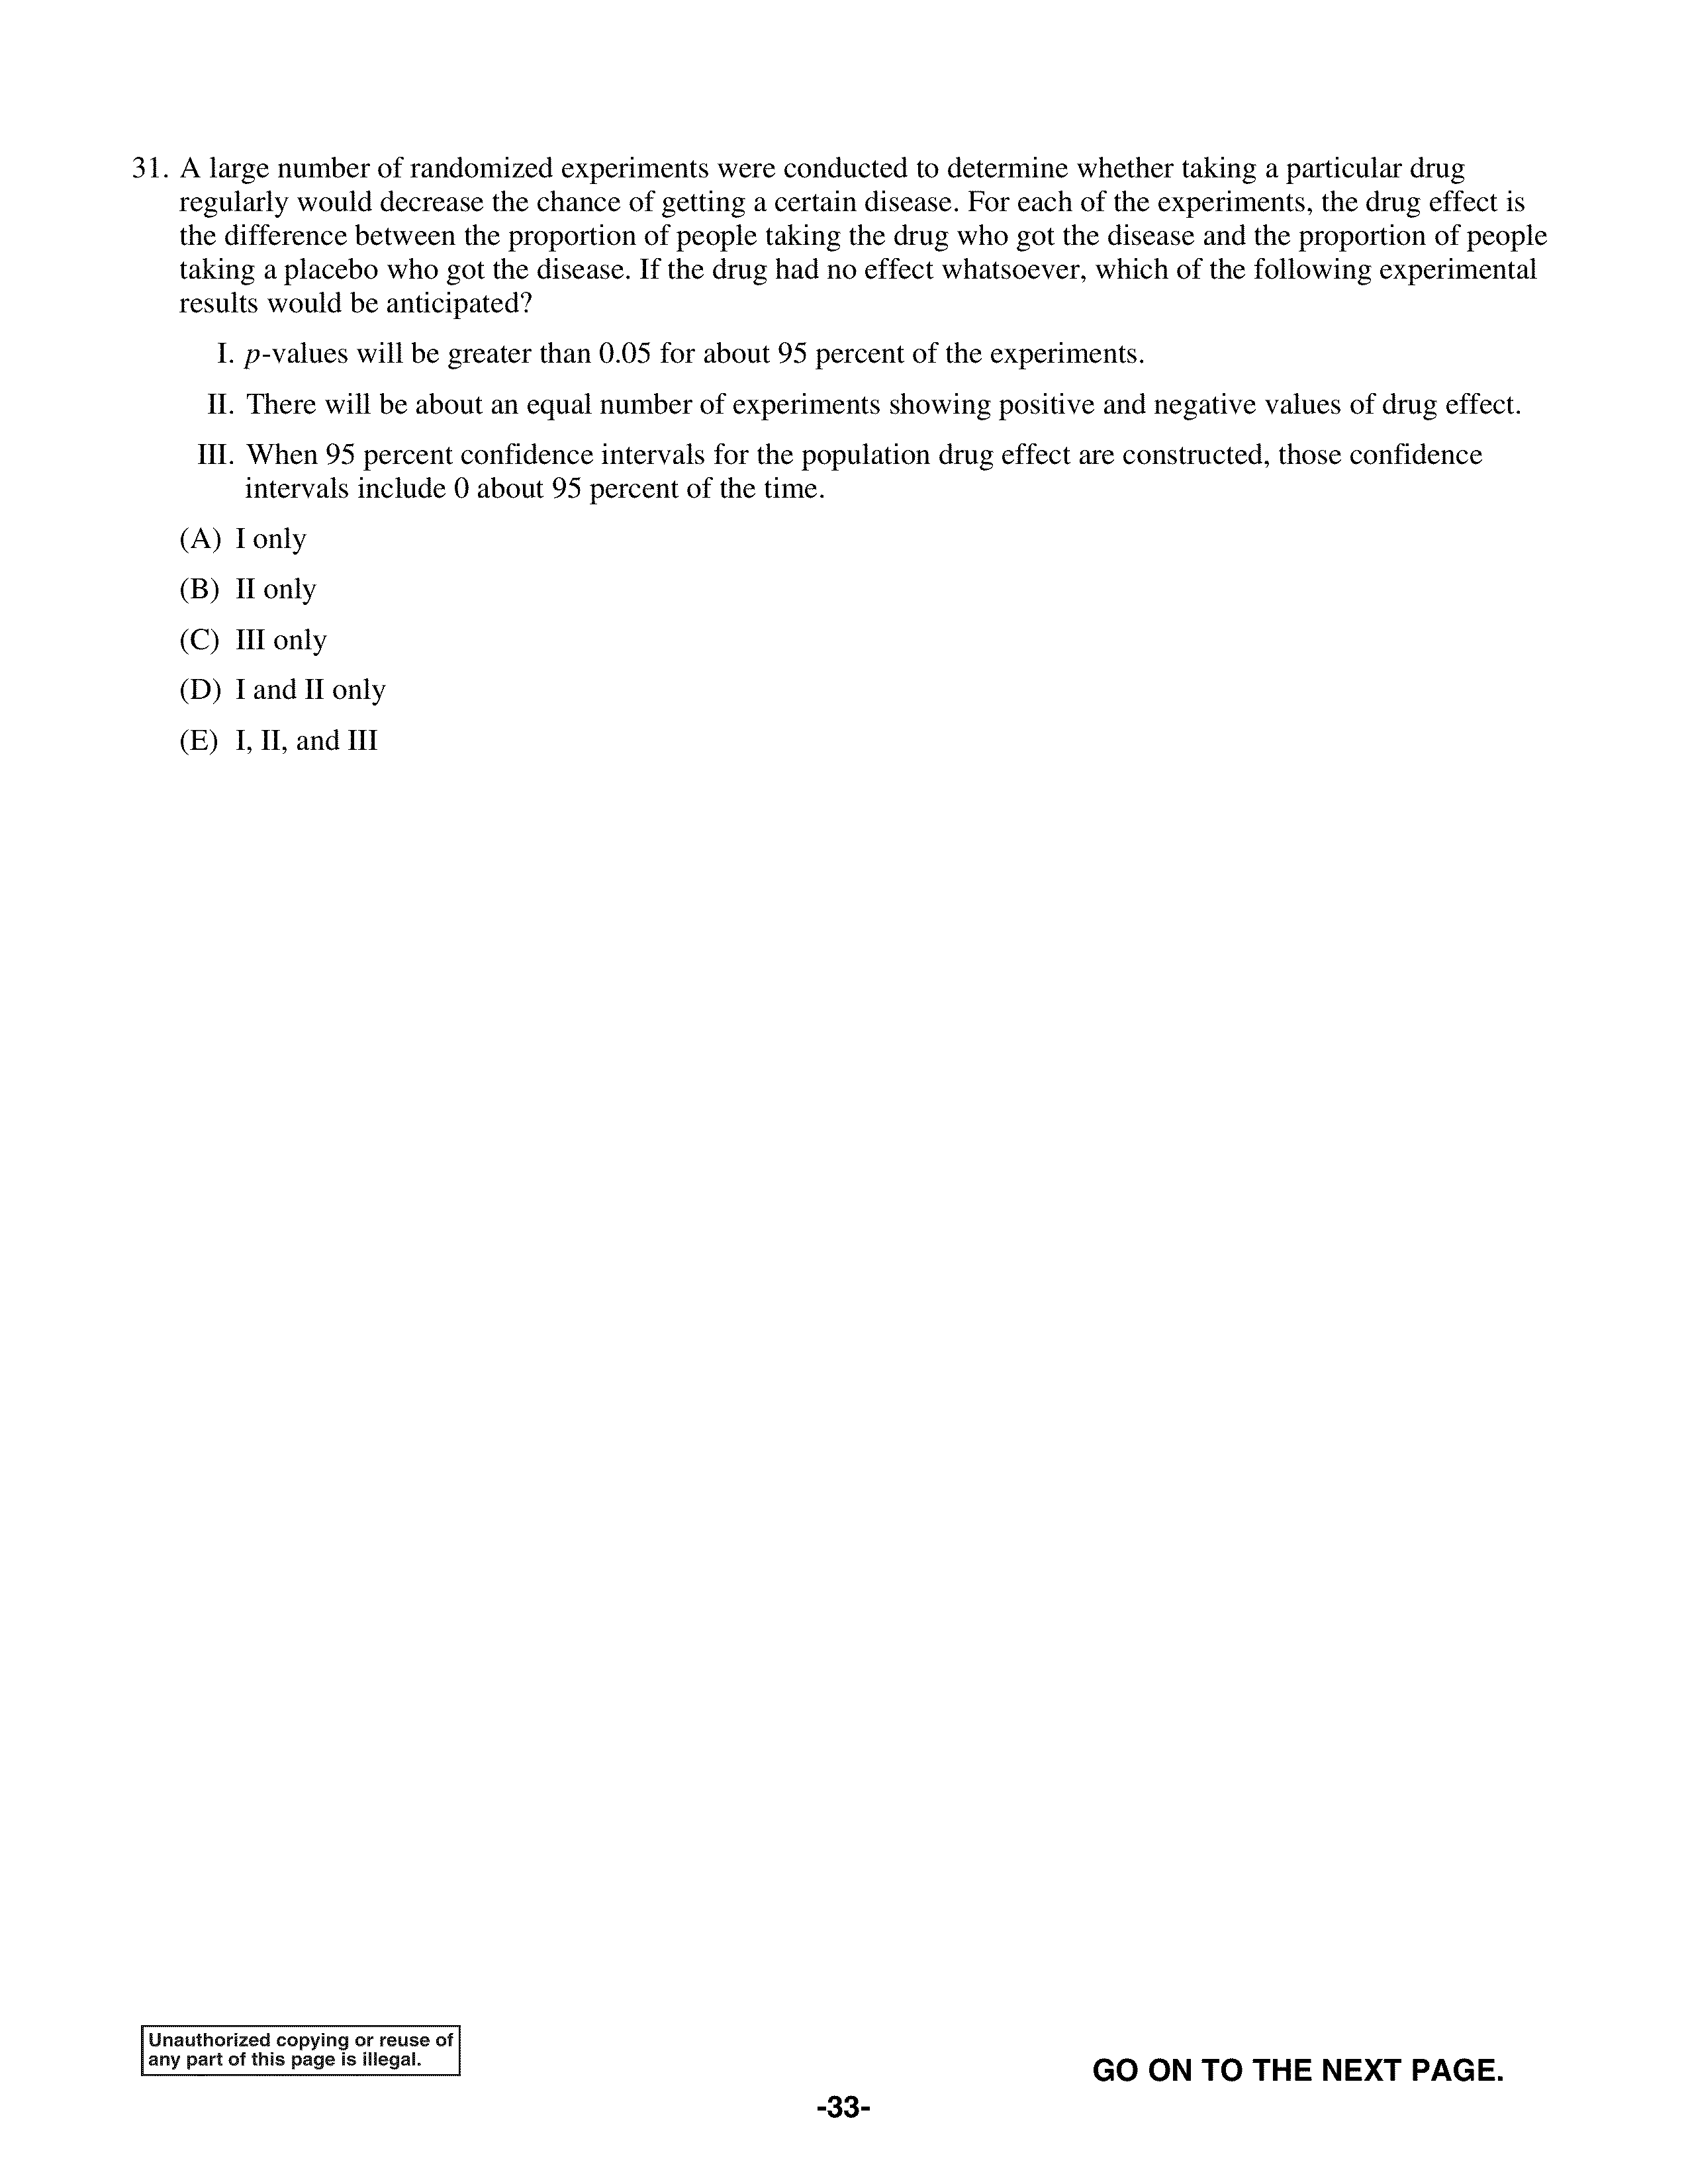 31. A large number of randomized experiments were conducted to determine whether taking a particular drug
regularly would decrease the chance of getting a certain disease. For each of the experiments, the drug effect is
the difference between the proportion of people taking the drug who got the disease and the proportion of people
taking a placebo who got the disease. If the drug had no effect whatsoever, which of the following experimental
results would be anticipated?
I. p-values will be greater than 0.05 for about 95 percent of the experiments.
II. There will be about an equal number of experiments showing positive and negative values of drug effect.
III. When 95 percent confidence intervals for the population drug effect are constructed, those confidence
intervals include 0 about 95 percent of the time.
(A) I only
(B) II only
(C) III only
(D) I and II only
(E) I, II, and III
Unauthorized copying or reuse of
any part of this page is illegal.
GO ON TO THE NEXT PAGE.
-33-